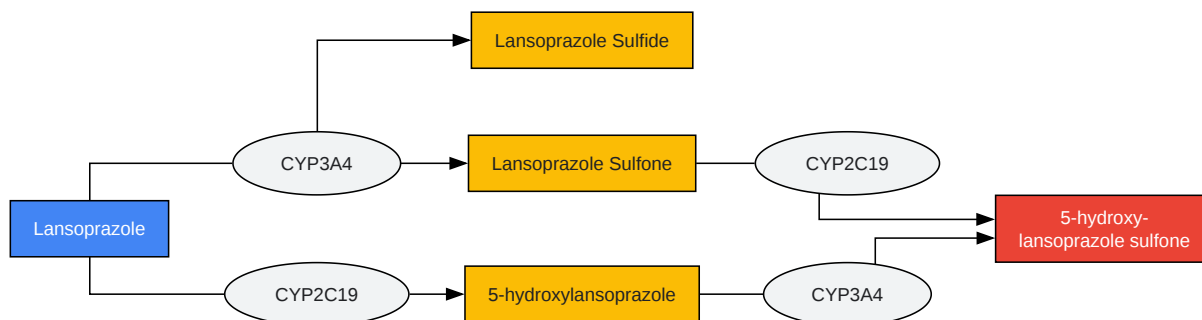 Lansoprazole Sulfide
CYP3A4
Lansoprazole Sulfone
CYP2C19
Lansoprazole
5-hydroxy-
lansoprazole sulfone
CYP2C19
5-hydroxylansoprazole
CYP3A4